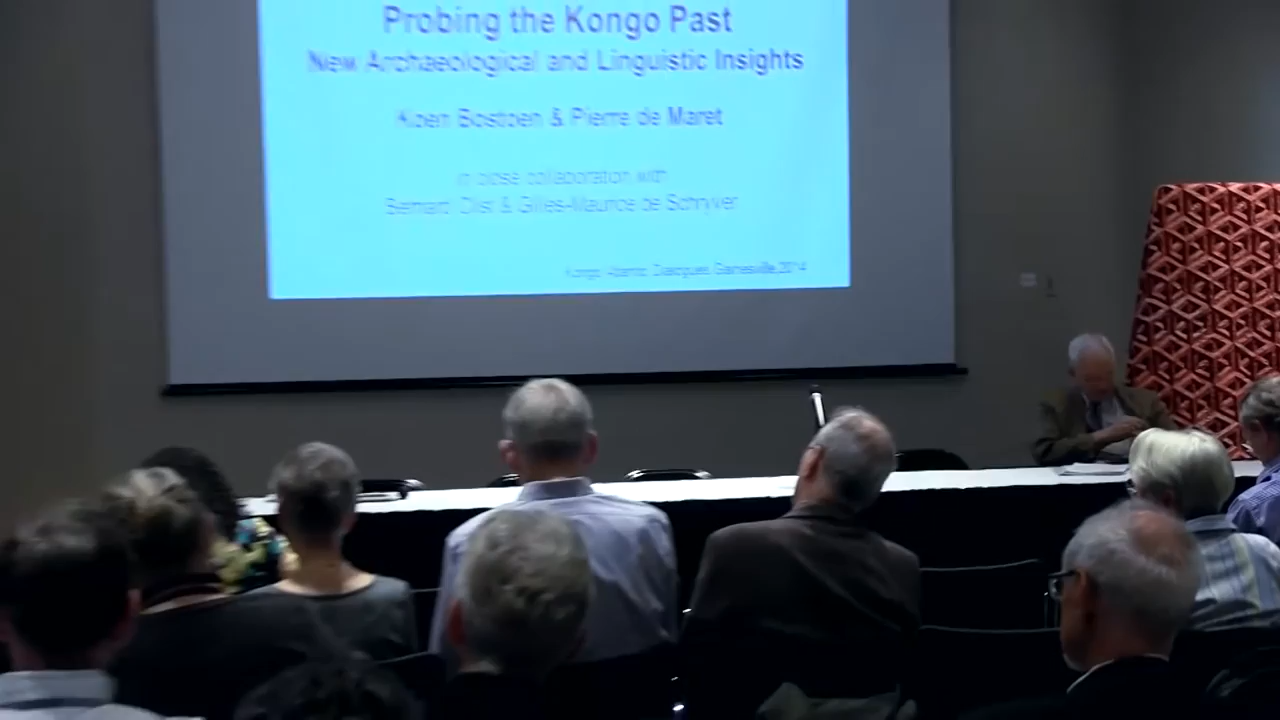 Probing the Kongo Past
New Archaeological and Linguistic Insights
Koen Bostoen & Pierre de Maret
in close collaboration with
Bernard Clist & Gilles-Maurice de Schryver
Kongo Atlantic Dialogues Gainesville 2014